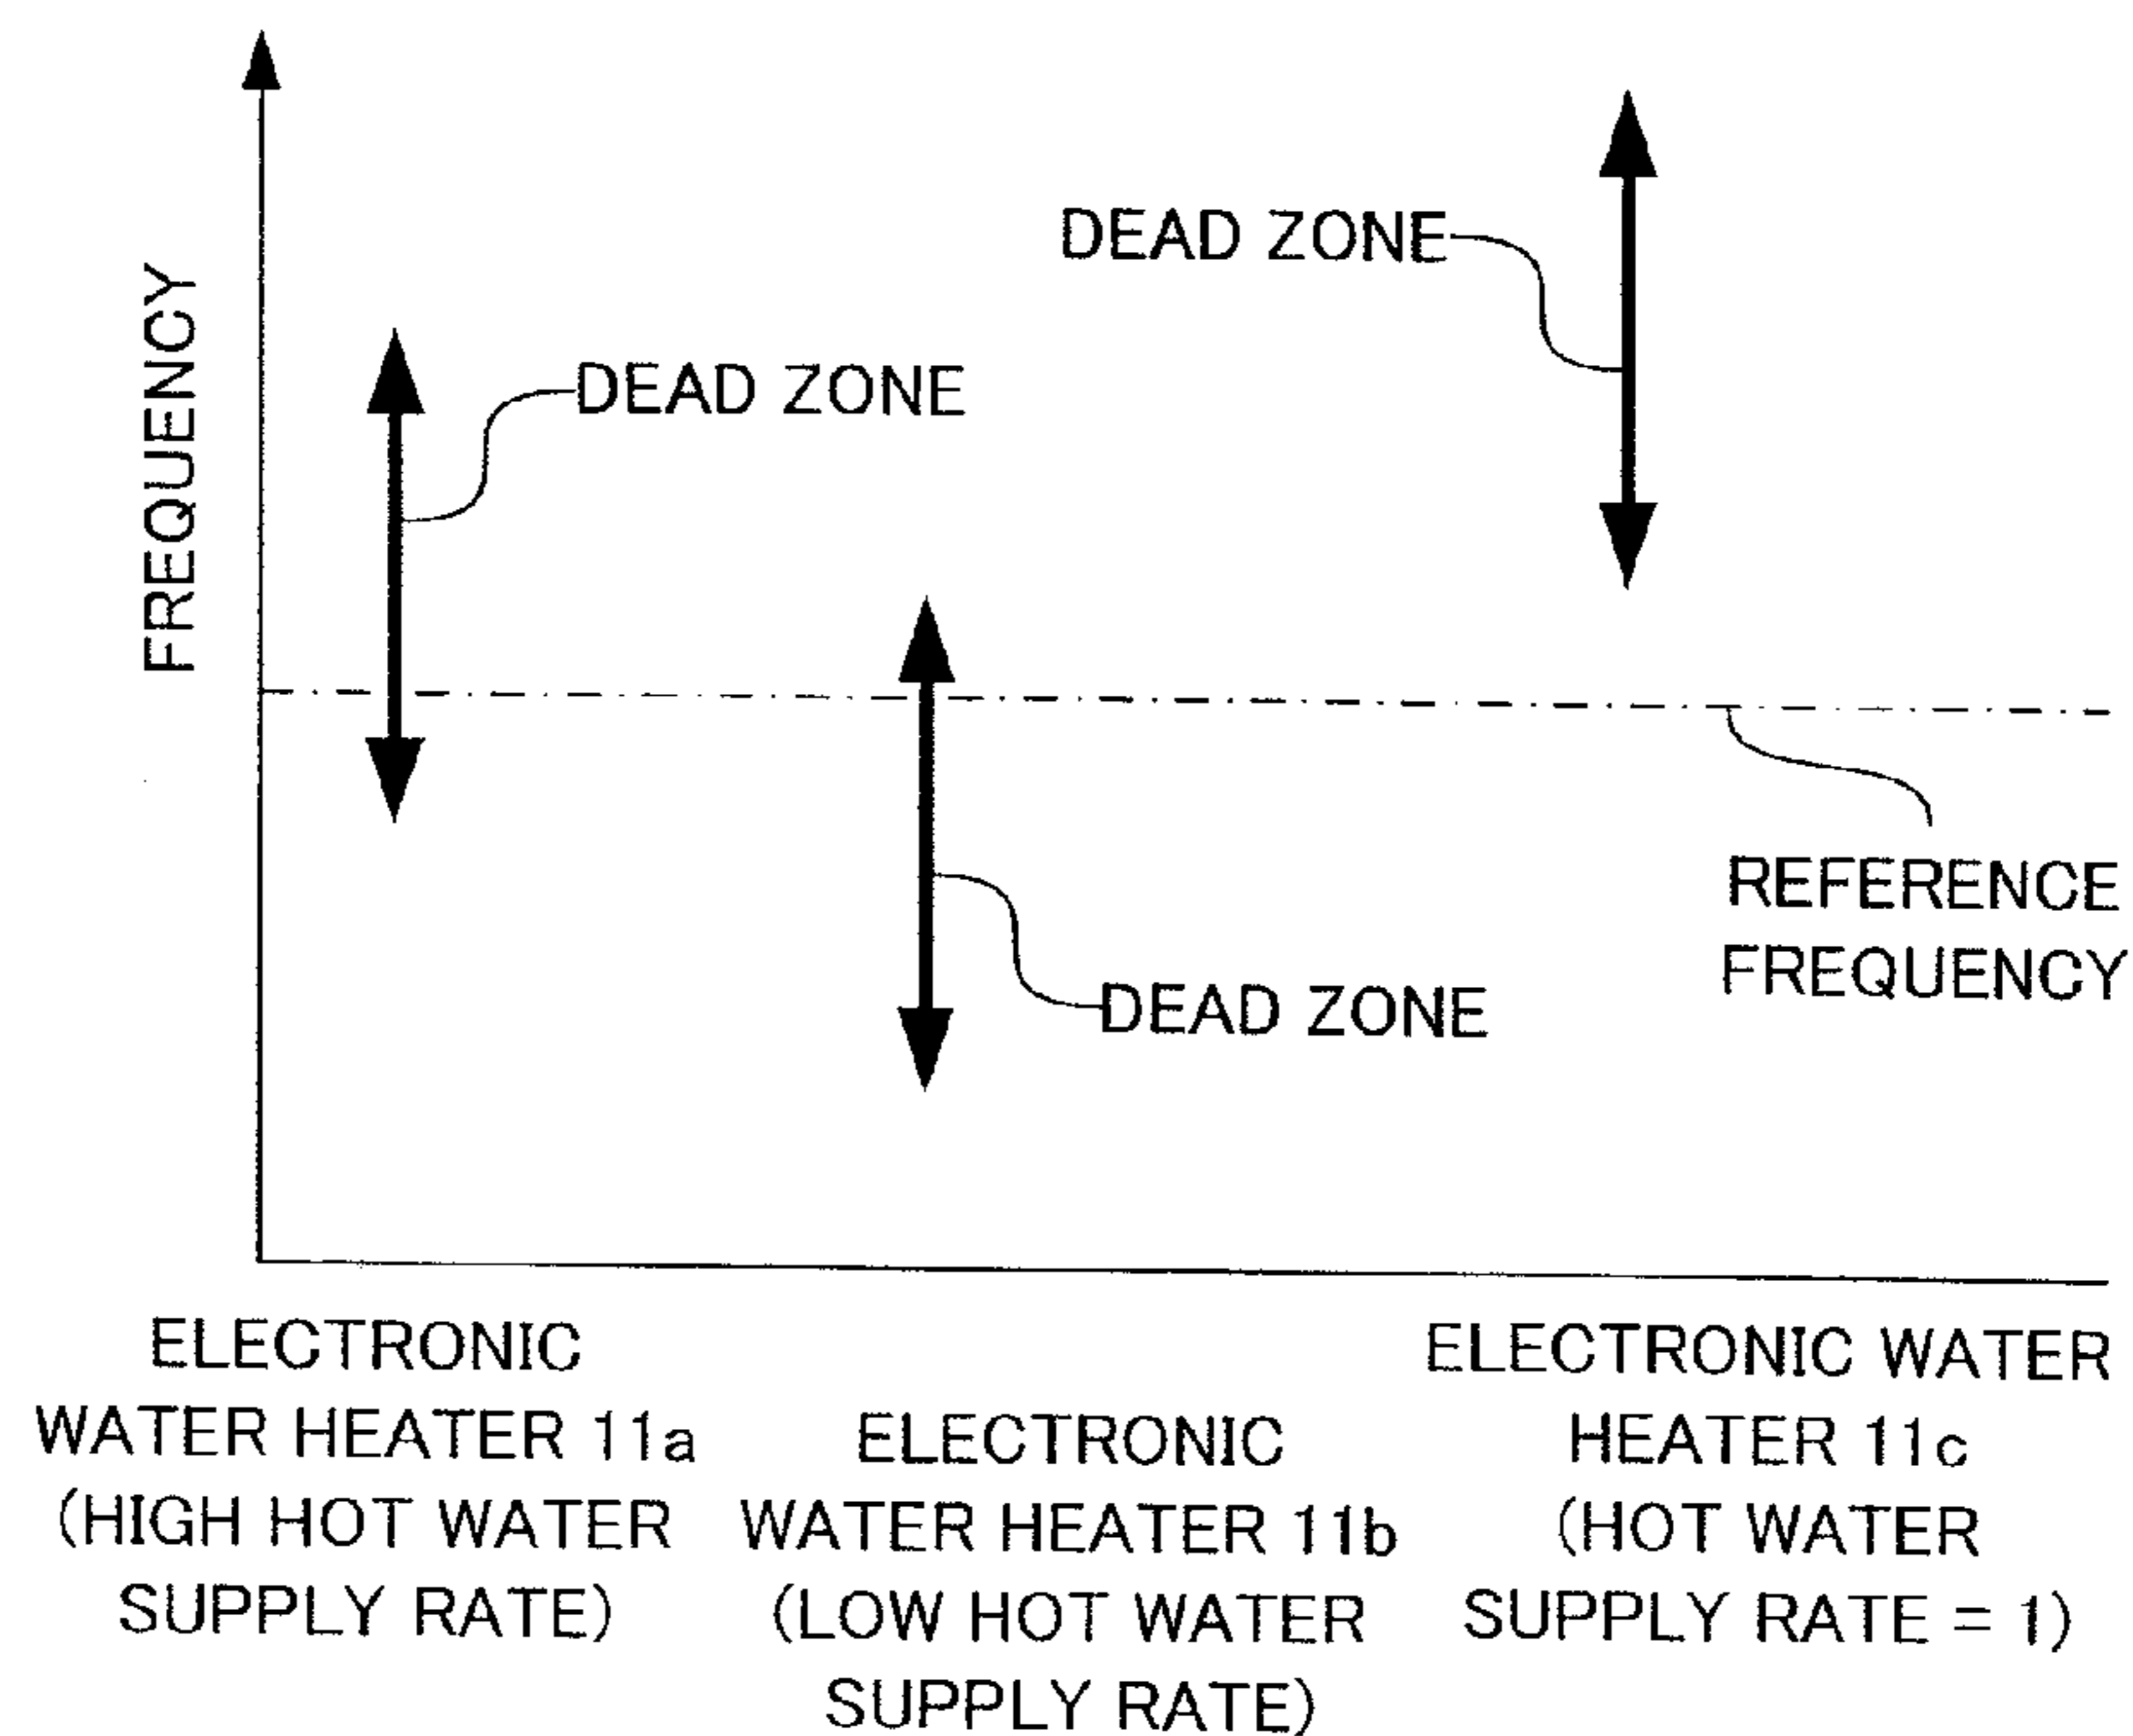 FREQUENCY
DEAD ZONE
DEAD ZONE
DEAD ZONE
REFERENCE
FREQUENCY
ELECTRONIC
WATER HEATER 11a
(HIGH HOT WATER
SUPPLY RATE)
ELECTRONIC
WATER HEATER 11b
(LOW HOT WATER
SUPPLY RATE)
ELECTRONIC WATER
HEATER 11c
(HOT WATER
SUPPLY RATE = 1)